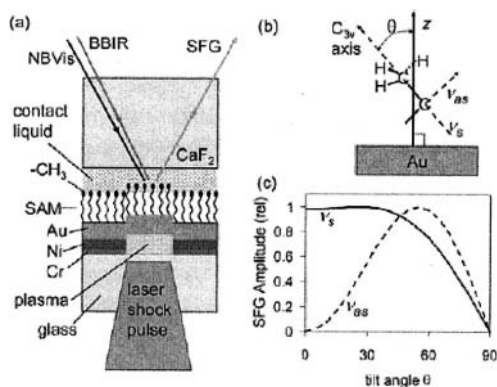 (a)
BBIR
SFG
NBVis
contact
liquid
CaF2
-CH3
SAM
Au
Ni
Cr
plasma
glass
laser
shock
pulse
(b)
C3v
axis
θ
z
H
H
H
νas
νs
Au
(c)
SFG Amplitude (rel)
1
0.8
0.6
0.4
0.2
0
νs
νas
0
30
60
90
tilt angle θ